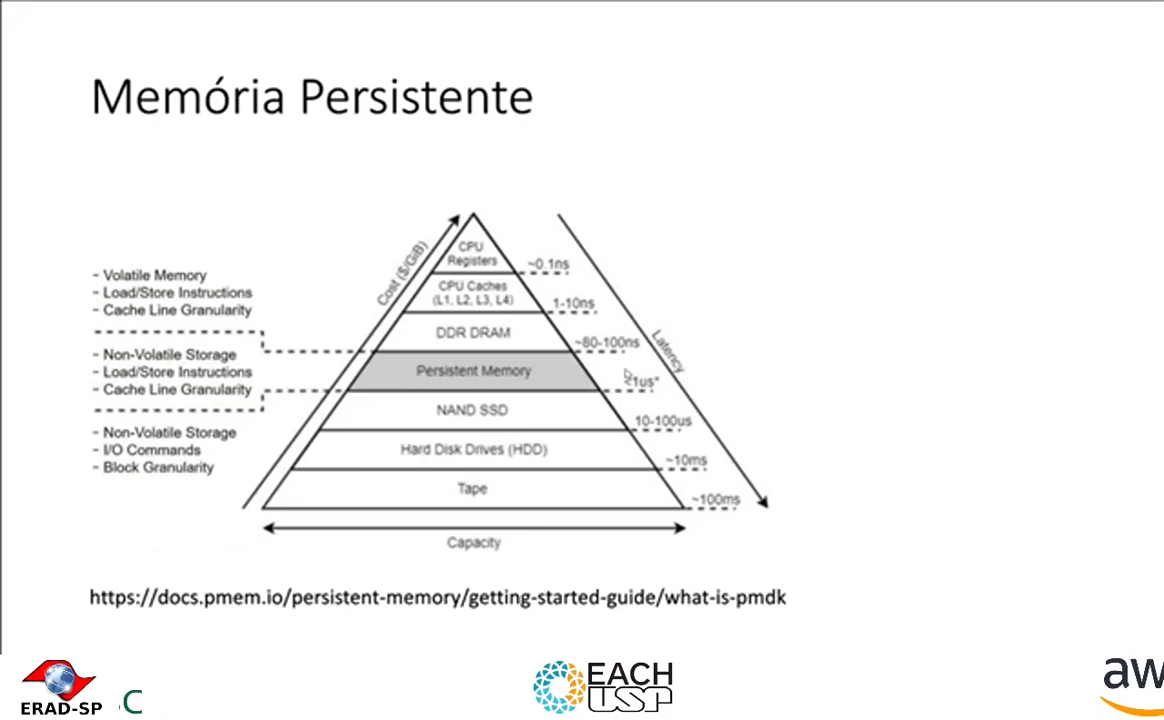 Memória Persistente
- Volatile Memory
- Load/Store Instructions
- Cache Line Granularity
- Non-Volatile Storage
- Load/Store Instructions
- Cache Line Granularity
- Non-Volatile Storage
- I/O Commands
- Block Granularity
Cost ($/GiB)
CPU
Registers
CPU Caches
(L1, L2, L3, L4)
DDR DRAM
Persistent Memory
NAND SSD
Hard Disk Drives (HDD)
Tape
Capacity
~0.1ns
1-10ns
~80-100ns
<1us*
10-100us
~10ms
~100ms
Latency
https://docs.pmem.io/persistent-memory/getting-started-guide/what-is-pmdk
ERAD-SP
C
EACH
USP
aw